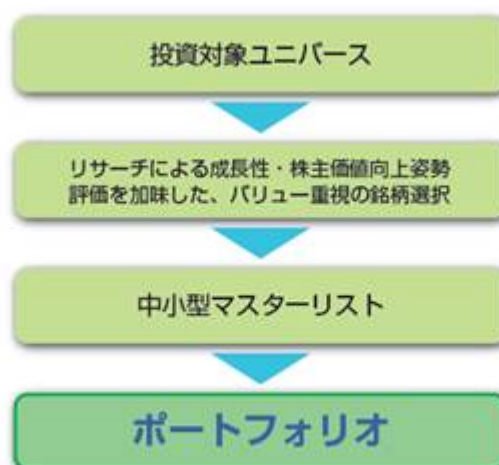 投資対象ユニバース
リサーチによる成長性・株主価値向上姿勢
評価を加味した、バリュー重視の銘柄選択
中小型マスターリスト
ポートフォリオ